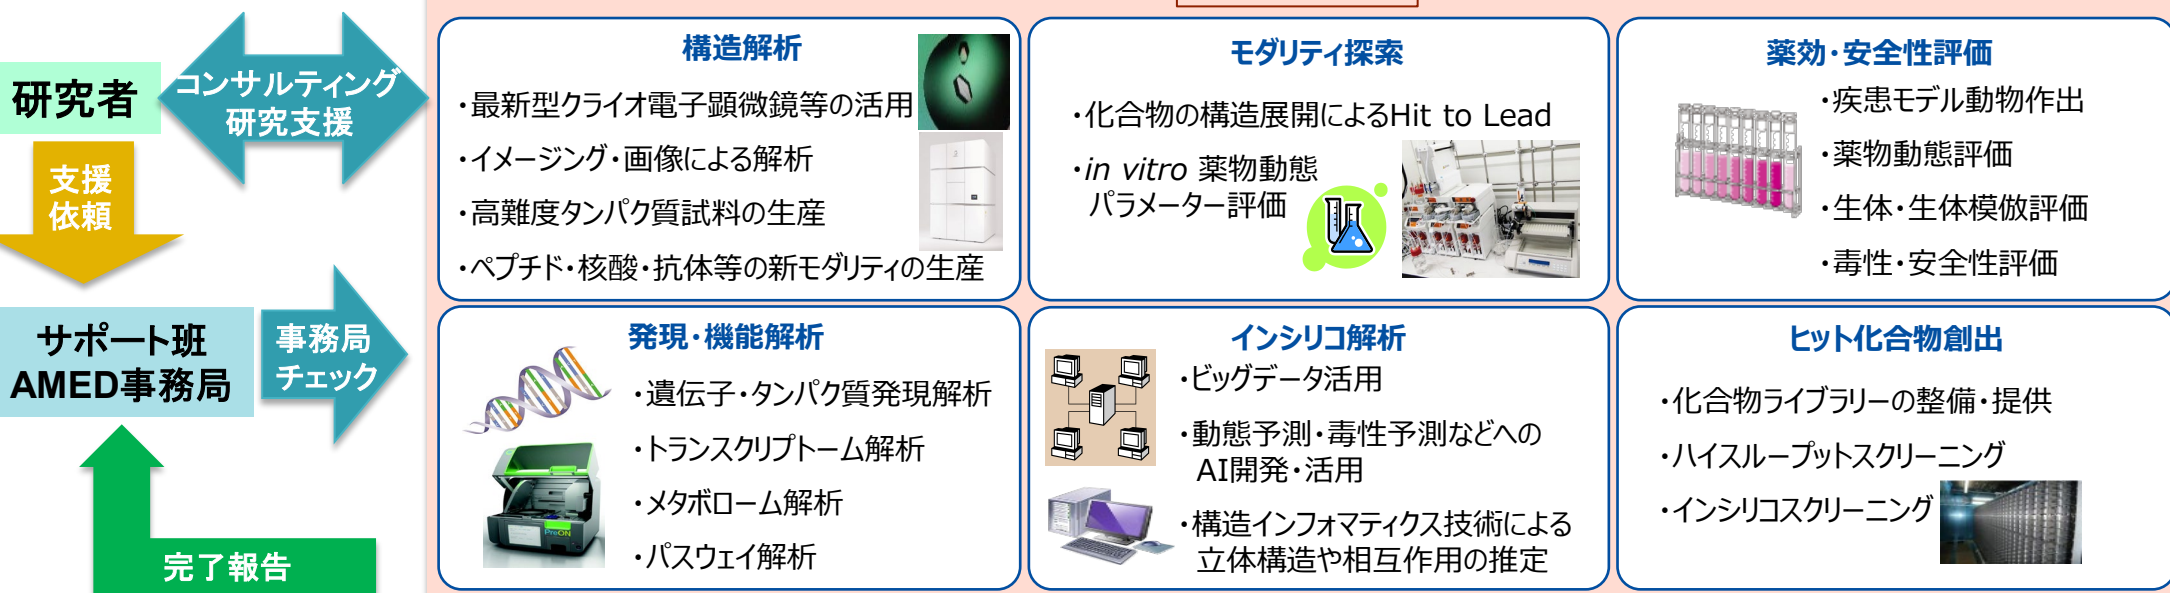 研究者
コンサルティング
研究支援
支援
依頼
サポート班
AMED事務局
事務局
チェック
完了報告
構造解析
・最新型クライオ電子顕微鏡等の活用
・イメージング・画像による解析
・高難度タンパク質試料の生産
・ペプチド・核酸・抗体等の新モダリティの生産
モダリティ探索
・化合物の構造展開によるHit to Lead
・in vitro 薬物動態
パラメーター評価
薬効・安全性評価
・疾患モデル動物作出
・薬物動態評価
・生体・生体模倣評価
・毒性・安全性評価
発現・機能解析
・遺伝子・タンパク質発現解析
・トランスクリプトーム解析
・メタボローム解析
・パスウェイ解析
PreON
インシリコ解析
・ビッグデータ活用
・動態予測・毒性予測などへの
AI開発・活用
・構造インフォマティクス技術による
立体構造や相互作用の推定
ヒット化合物創出
・化合物ライブラリーの整備・提供
・ハイスループットスクリーニング
・インシリコスクリーニング